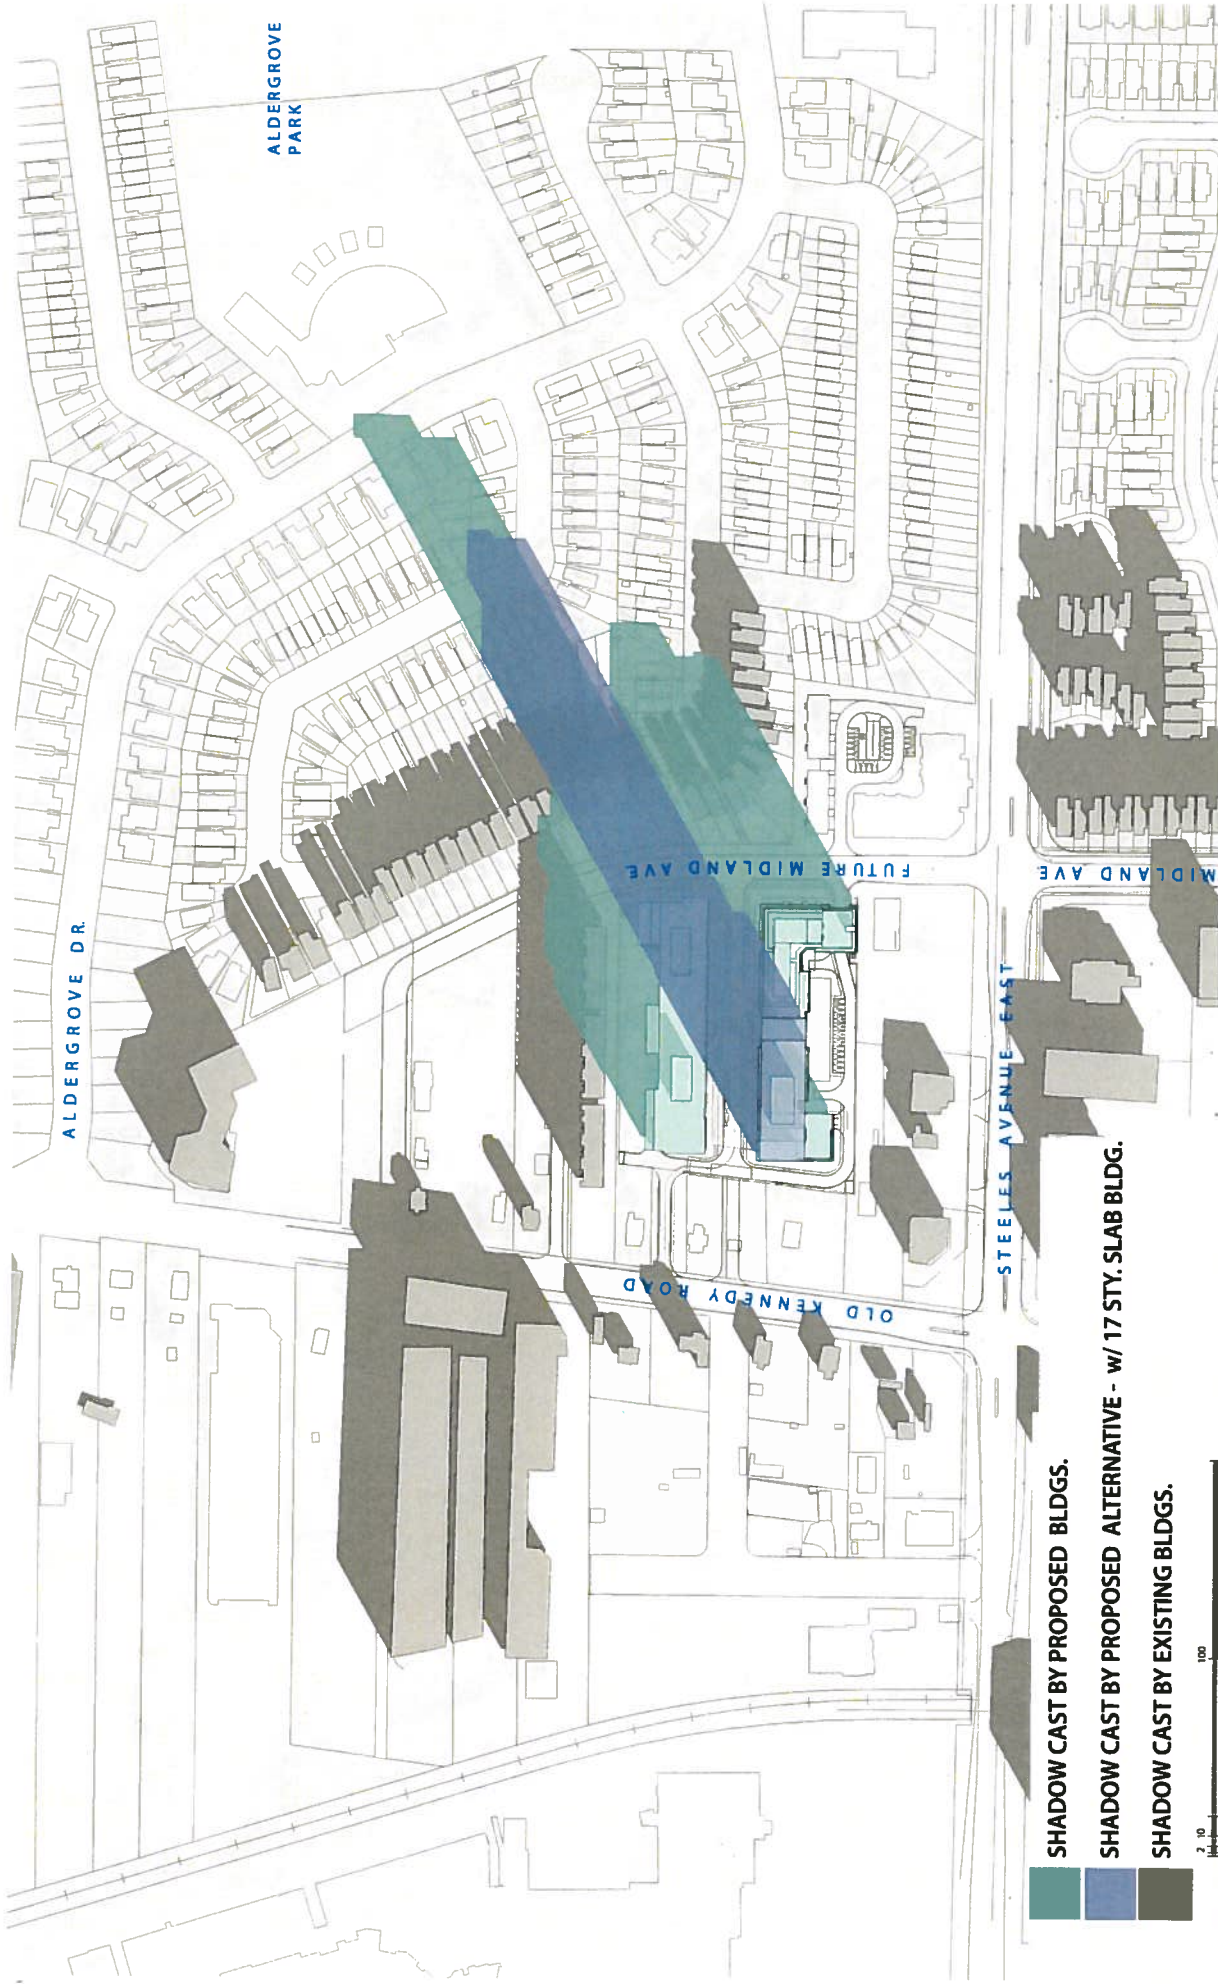 ALDERGROVE
PARK
ALDERGROVE DR.
FUTURE MIDLAND AVE
MIDLAND AVE
MIDL
STEELES AVENUE EAST
OLD KENNEDY ROAD
SHADOW CAST BY PROPOSED BLDGS.
SHADOW CAST BY PROPOSED ALTERNATIVE - w/ 17 STY. SLAB BLDG.
SHADOW CAST BY EXISTING BLDGS.
2 10 100